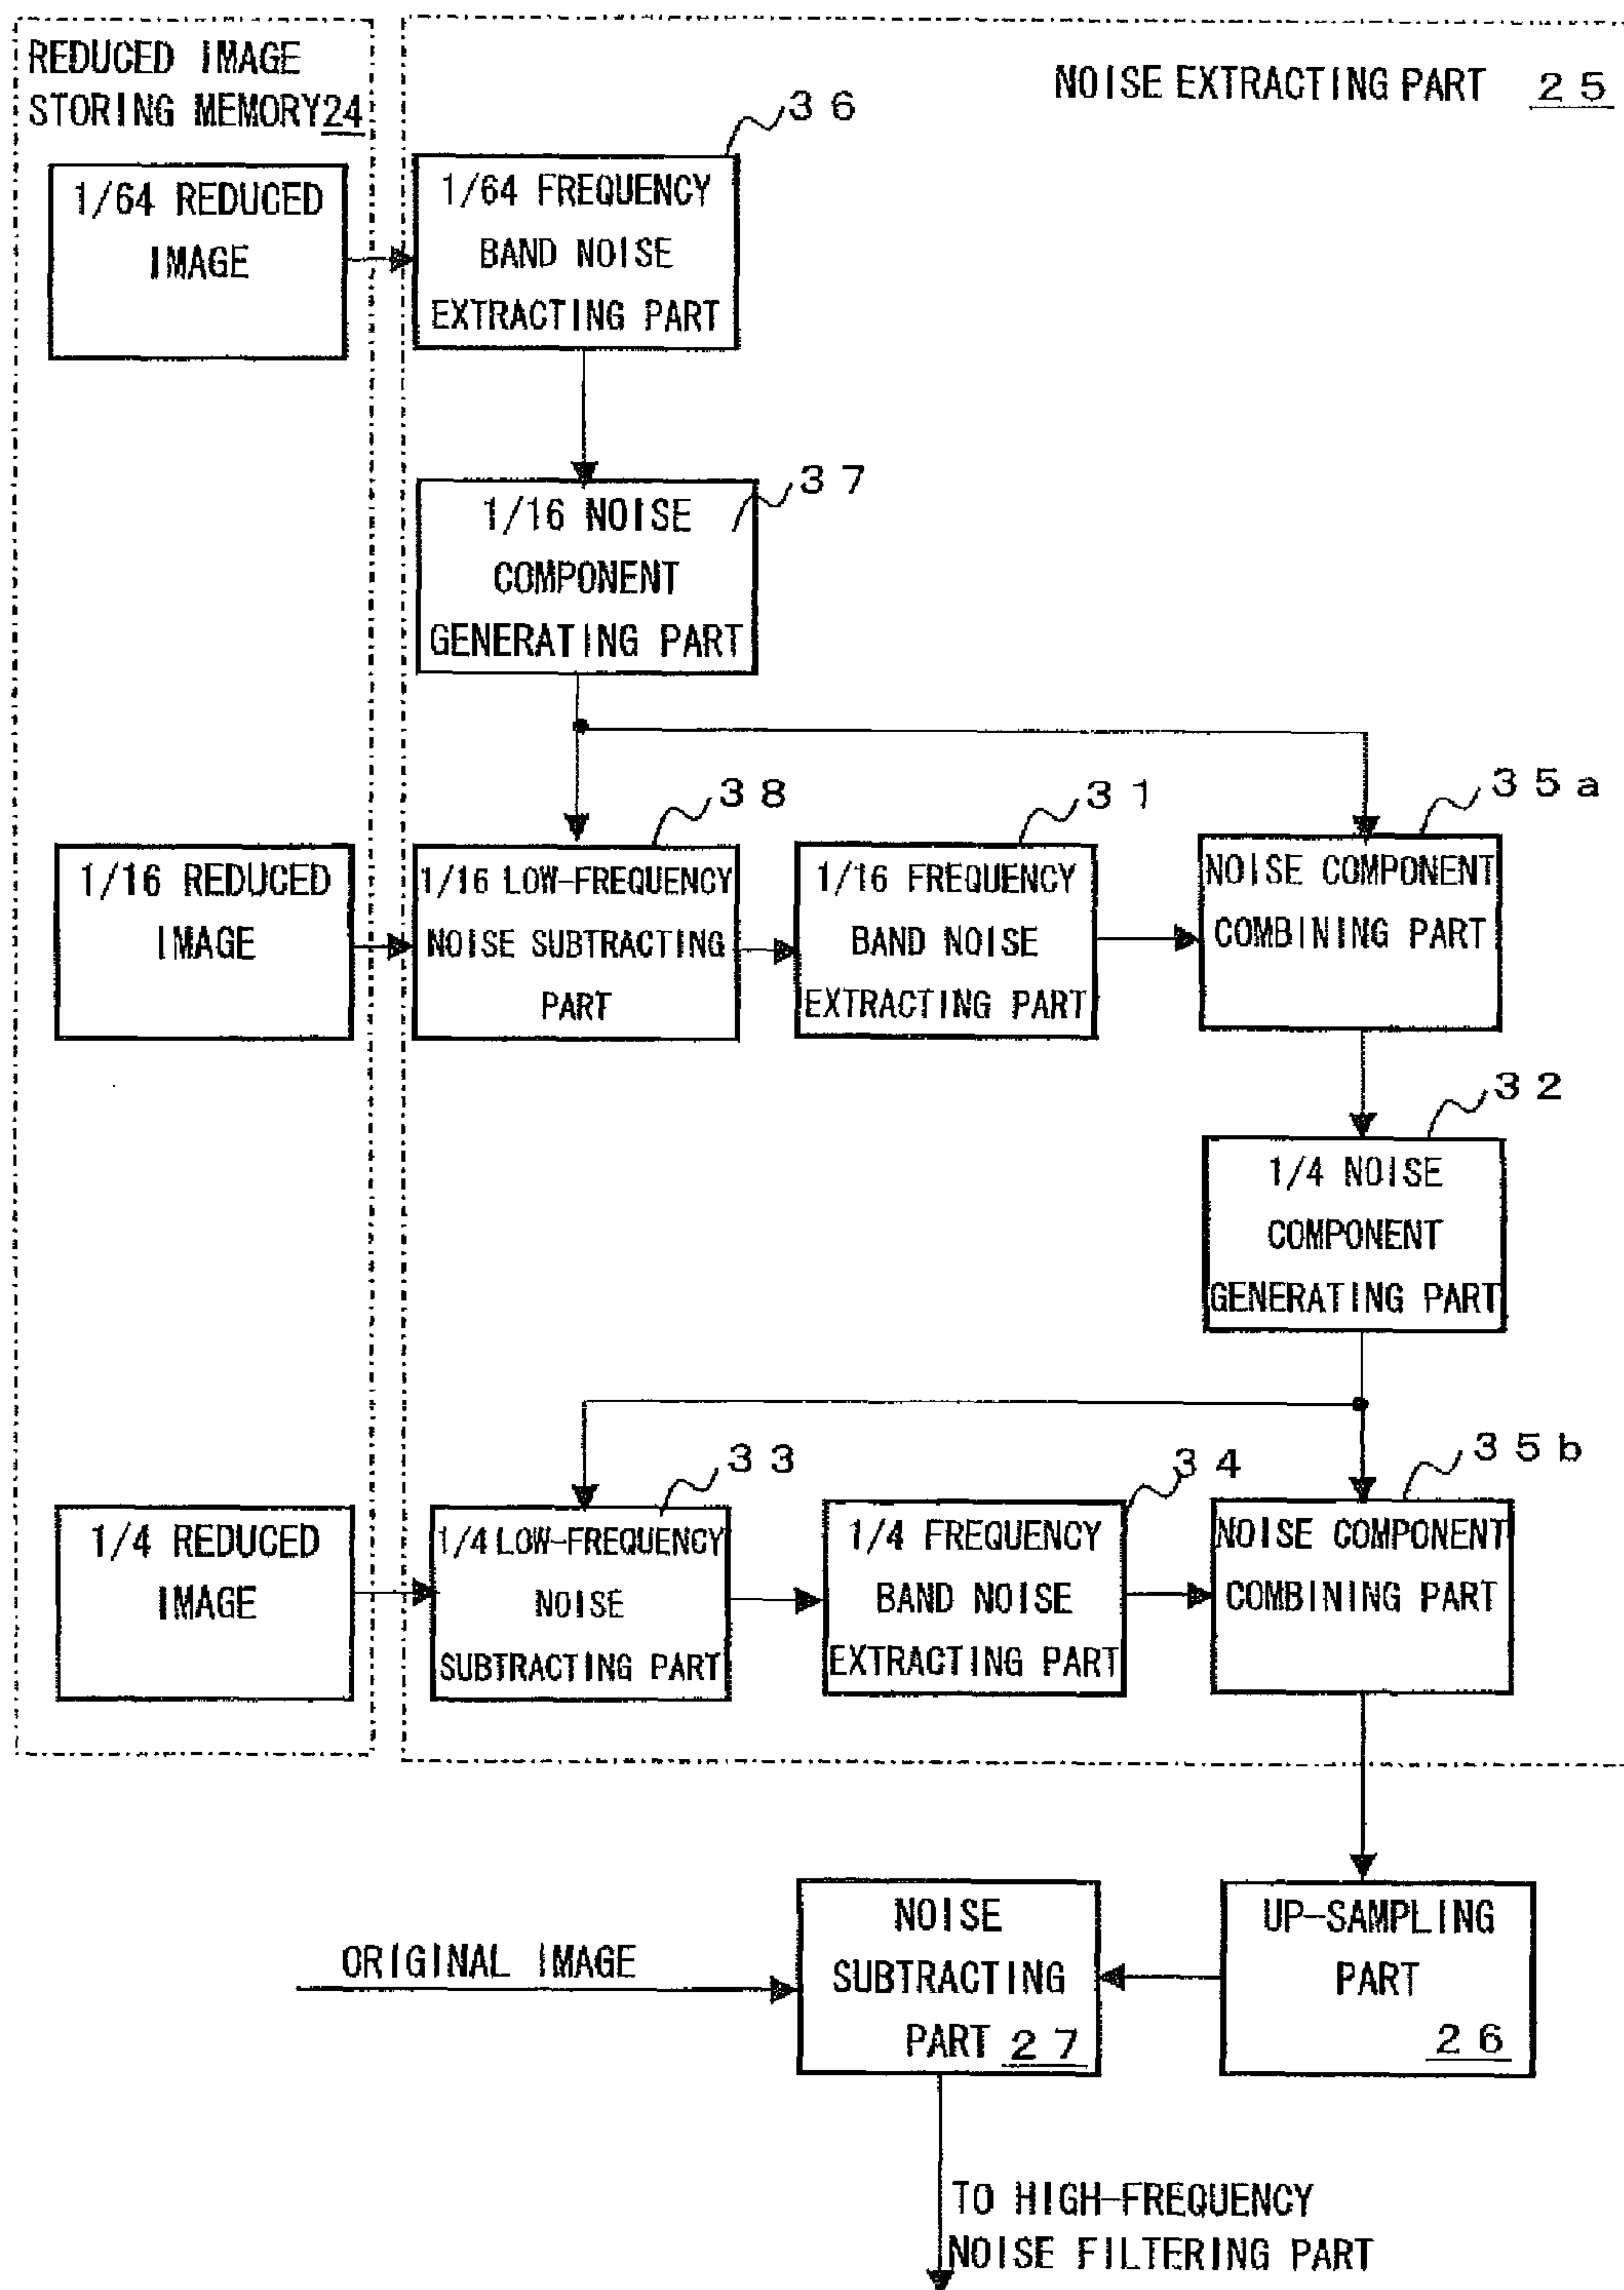 REDUCED IMAGE
STORING MEMORY 24
NOISE EXTRACTING PART 25
36
1/64 REDUCED
IMAGE
1/64 FREQUENCY
BAND NOISE
EXTRACTING PART
37
1/16 NOISE
COMPONENT
GENERATING PART
38
31
35a
1/16 REDUCED
IMAGE
1/16 LOW-FREQUENCY
NOISE SUBTRACTING
PART
1/16 FREQUENCY
BAND NOISE
EXTRACTING PART
NOISE COMPONENT
COMBINING PART
32
1/4 NOISE
COMPONENT
GENERATING PART
33
34
35b
1/4 REDUCED
IMAGE
1/4 LOW-FREQUENCY
NOISE
SUBTRACTING PART
1/4 FREQUENCY
BAND NOISE
EXTRACTING PART
NOISE COMPONENT
COMBINING PART
ORIGINAL IMAGE
NOISE
SUBTRACTING
PART 27
UP-SAMPLING
PART
26
TO HIGH-FREQUENCY
NOISE FILTERING PART